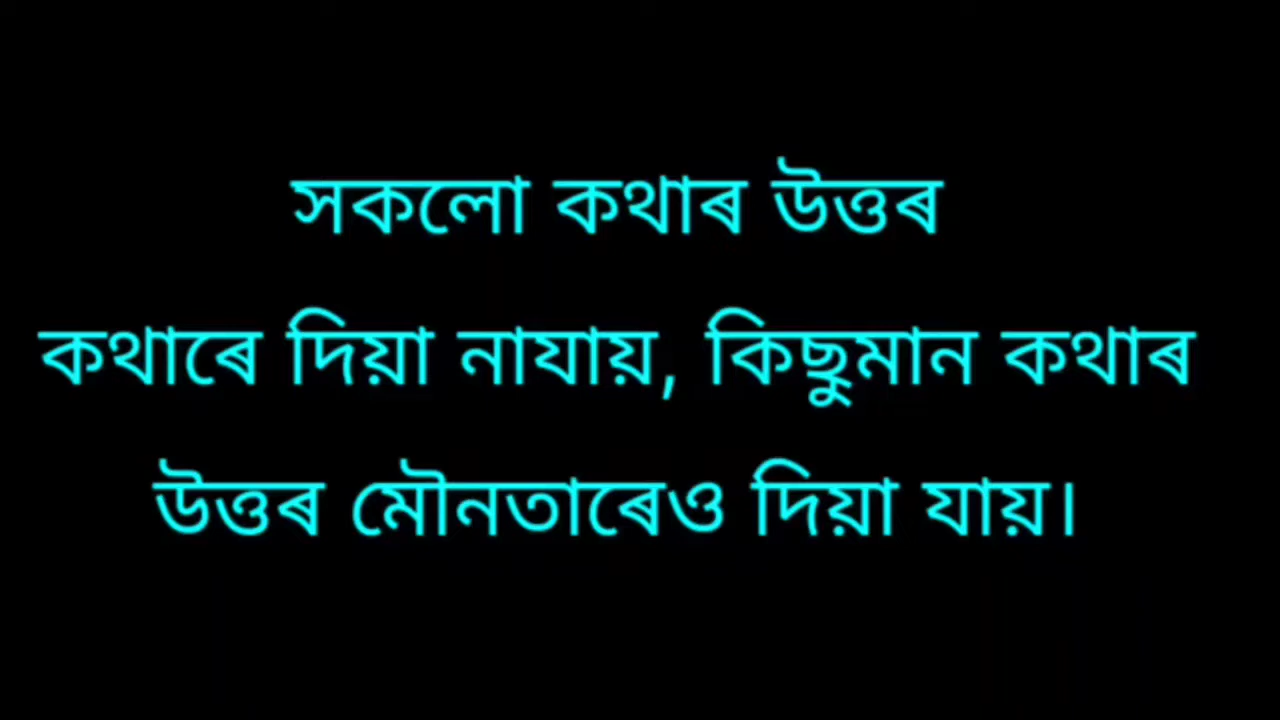 সকলো কথাৰ উত্তৰ
কথাৰে দিয়া নাযায়, কিছুমান কথাৰ
উত্তৰ মৌনতাৰেও দিয়া যায়।